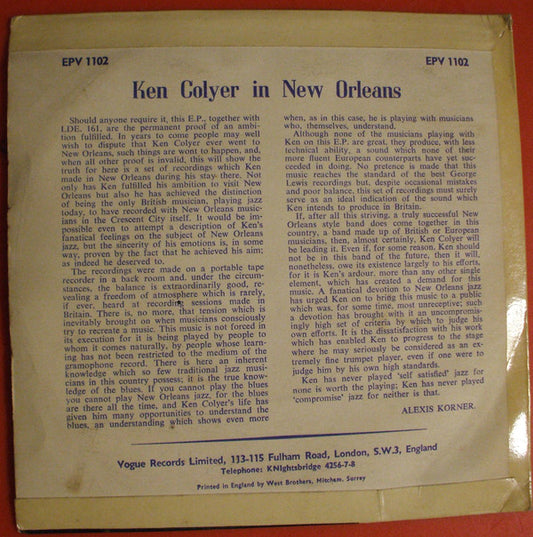 EPV 1102
EPV 1102
Ken Colyer in New Orleans
Should anyone require it, this E.P., together with
L.D.E. 161, are the permanent proof of an ambi-
tion fulfilled. In years to come people may well
wish to dispute that Ken Colyer ever went to
New Orleans, such things are wont to happen, and,
when all other proof is invalid, this will show the
truth for here is a set of recordings which Ken
made in New Orleans during his stay there. Not
only has Ken fulfilled his ambition to visit New
Orleans but also he has achieved the distinction
of being the only British musician, playing jazz
today, to have recorded with New Orleans music-
ians in the Crescent City itself. It would be im-
possible even to attempt a description of Ken's
fanatical feelings on the subject of New Orleans
jazz, but the sincerity of his emotions is, in some
way, proven by the fact that he achieved his aim;
as indeed he deserved to.
The recordings were made on a portable tape
recorder in a back room and, under the circum-
stances, the balance is extraordinarily good, re-
vealing a freedom of atmosphere which is rarely,
if ever, heard at recording sessions made in
Britain. There is, no more, that tension which is
inevitably brought on when musicians consciously
try to recreate a music. This music is not forced in
its execution for it is being played by people to
whom it comes naturally, by people whose learn-
ing has not been restricted to the medium of the
gramophone record. There is here an inherent
knowledge which so few traditional jazz musi-
cians in this country possess; it is the true know-
ledge of the blues. If you cannot play the blues
you cannot play New Orleans jazz, for the blues
are there all the time, and Ken Colyer's life has
given him many opportunities to understand the
blues, an understanding which shows even more
when, as in this case, he is playing with musicians
who, themselves, understand.
Although none of the musicians playing with
Ken on this E.P. are great, they produce, with less
technical ability, a sound which none of their
more fluent European counterparts have yet suc-
ceeded in doing. No pretence is made that this
music reaches the standard of the best George
Lewis recordings but, despite occasional mistakes
and poor balance, this set of recordings must surely
serve as an ideal indication of the sound which
Ken intends to produce in Britain.
If, after all this striving, a truly successful New
Orleans style band does come together in this
country, a band made up of British or European
musicians, then, almost certainly, Ken Colyer will
be leading it. Even if, for some reason, Ken should
not be in this band of the future, then it will,
nonetheless, owe its existence largely to his efforts,
for it is Ken's ardour, more than any other single
element, which has created a demand for this
music. A fanatical devotion to New Orleans jazz
has urged Ken on to bring this music to a public
which was, for some time, most unreceptive; such
a devotion has brought with it an uncompromis-
ingly high set of criteria by which to judge his
own efforts. It is the dissatisfaction with his work
which has enabled Ken to progress to the stage
where he may seriously be considered as an ex-
tremely fine trumpet player, even if one were to
judge him by his own high standards.
Ken has never played 'self satisfied' jazz for
none is worth the playing; Ken has never played
'compromise' jazz for neither is that.
ALEXIS KORNER.
Vogue Records Limited, 113-115 Fulham Road, London, S.W.3, England
Telephone: KNIghtsbridge 4256-7-8
Printed in England by West Brothers, Mitcham, Surrey